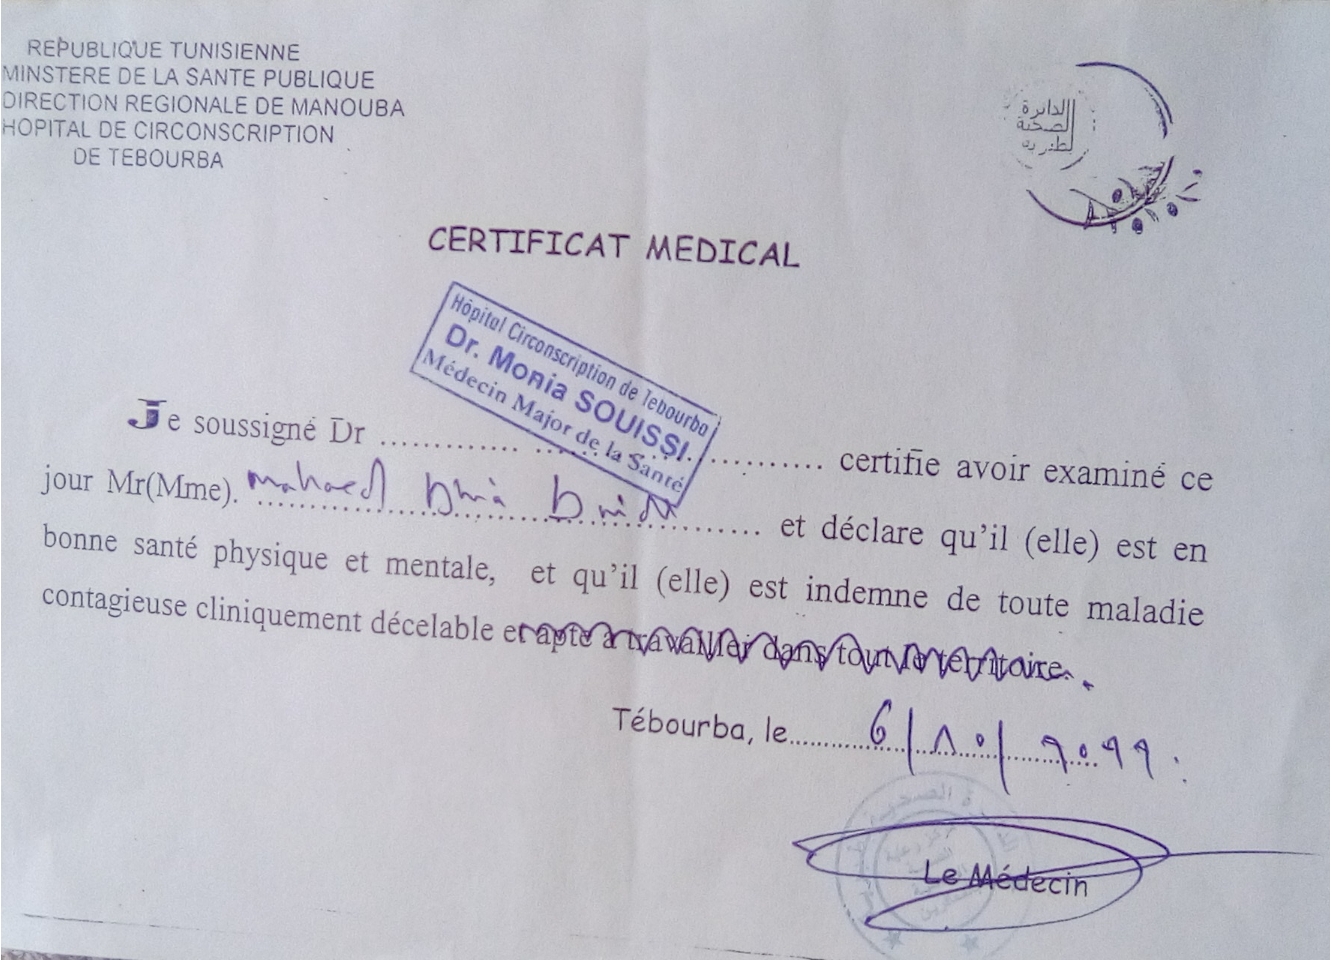 REPUBLIQUE TUNISIENNE
MINSTERE DE LA SANTE PUBLIQUE
DIRECTION REGIONALE DE MANOUBA
HOPITAL DE CIRCONSCRIPTION
DE TEBOURBA
الدائرة
الصحية
CERTIFICAT MEDICAL
Hôpital Circonscription de Tebourba
Dr. Monia SOUISSI.
Médecin Major de la Santé
Je soussigné Dr .............. .............. certifie avoir examiné ce
jour Mr(Mme). Dhia et déclare qu'il (elle) est en
bonne santé physique et mentale, et qu'il (elle) est indemne de toute maladie
contagieuse cliniquement décelable et apte à travailler dans tout le territoire.
Tébourba, le 6/10/2022
Le Médecin